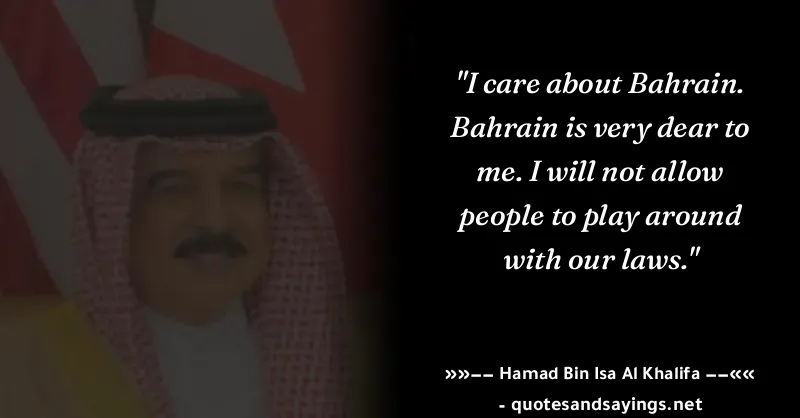 "I care about Bahrain.
Bahrain is very dear to
me. I will not allow
people to play around
with our laws."
»»−− Hamad Bin Isa Al Khalifa −−««
- quotesandsayings.net